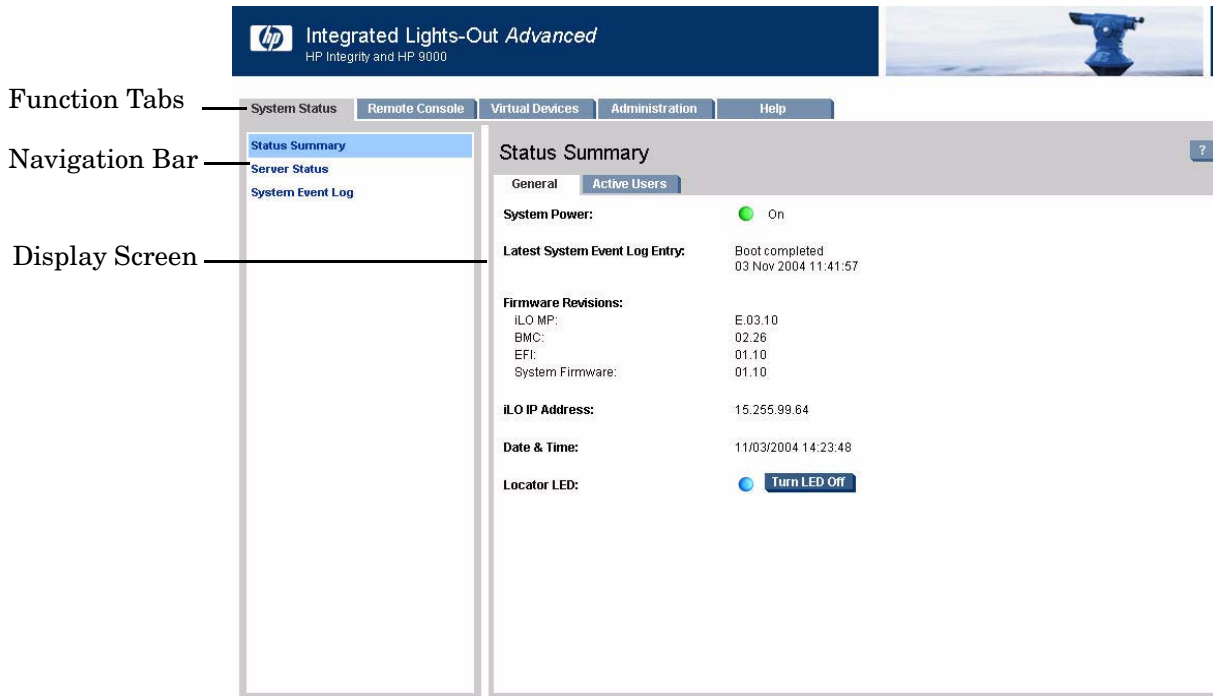 hp
Integrated Lights-Out Advanced
HP Integrity and HP 9000
Function Tabs
System Status Remote Console Virtual Devices Administration Help
Navigation Bar
Status Summary
Server Status
System Event Log
Display Screen
Status Summary
?
General Active Users
System Power: On
Latest System Event Log Entry: Boot completed
03 Nov 2004 11:41:57
Firmware Revisions:
iLO MP: E.03.10
BMC: 02.26
EFI: 01.10
System Firmware: 01.10
iLO IP Address: 15.255.99.64
Date & Time: 11/03/2004 14:23:48
Locator LED: Turn LED Off